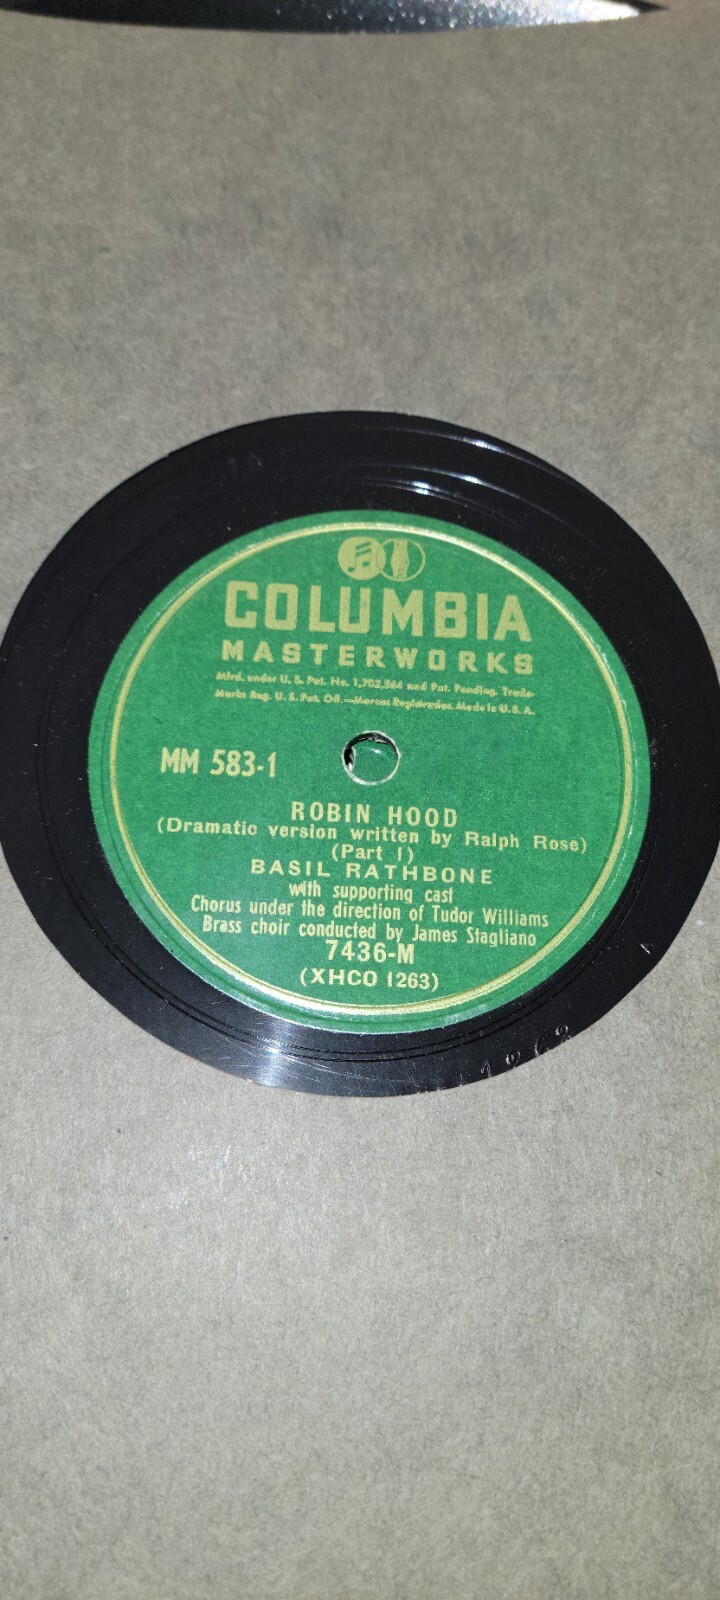 COLUMBIA
MASTERWORKS
Mfrd. under U. S. Pat. No. 1,702,564 and Pat. Pending. Trade-
Marks Reg. U. S. Pat. Off.—Marcas Registradas. Made in U. S. A.
MM 583-1
ROBIN HOOD
(Dramatic version written by Ralph Rose)
(Part 1)
BASIL RATHBONE
with supporting cast
Chorus under the direction of Tudor Williams
Brass choir conducted by James Stagliano
7436-M
(XHCO 1263)